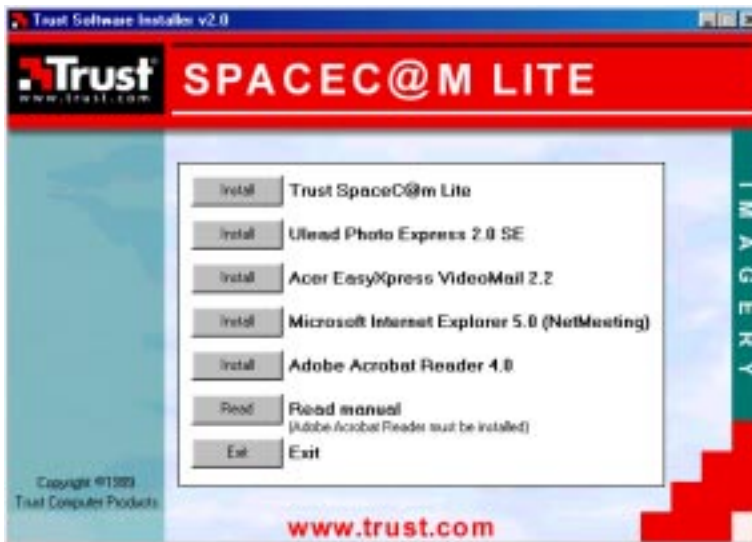 Trust Software Installer v2.0
Trust
www.trust.com
SPACEC@M LITE
Install Trust SpaceC@m Lite
Install Ulead Photo Express 2.0 SE
Install Acer EasyXpress VideoMail 2.2
Install Microsoft Internet Explorer 5.0 (NetMeeting)
Install Adobe Acrobat Reader 4.0
Read Read manual
(Adobe Acrobat Reader must be installed)
Exit Exit
IMAGERY
Copyright ©1999
Trust Computer Products
www.trust.com